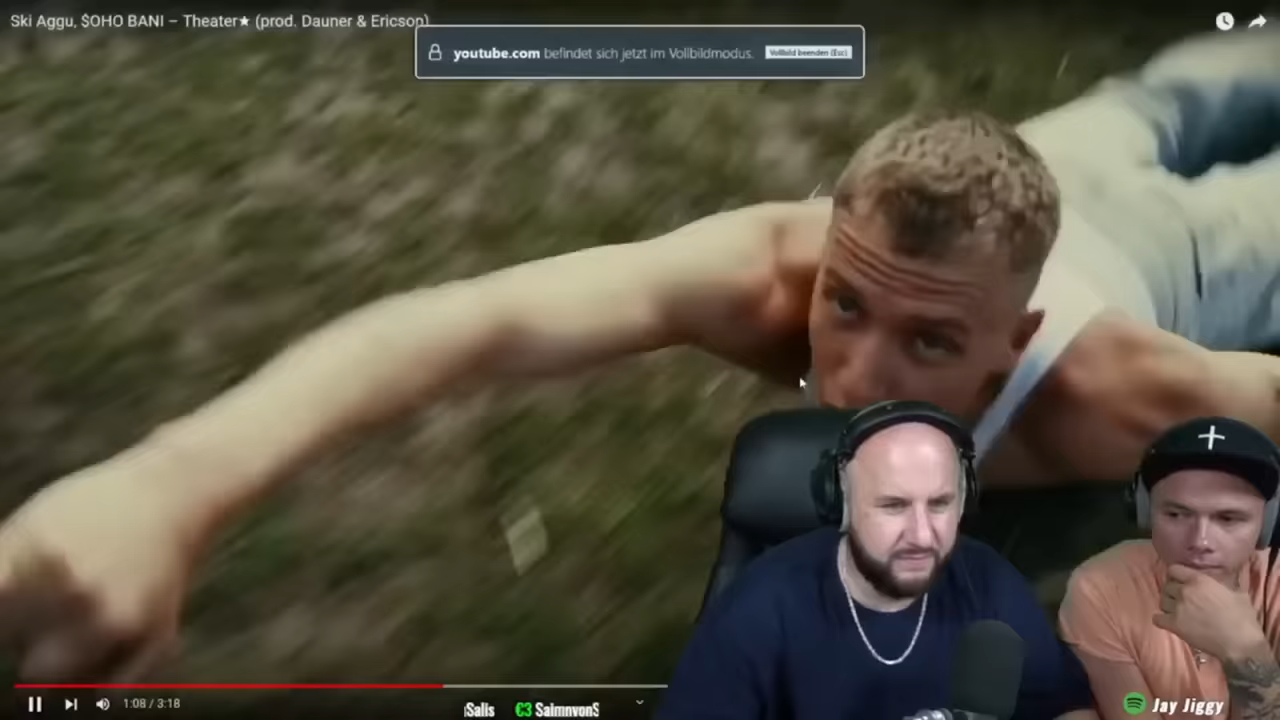 Ski Aggu, $OHO BANI – Theater★ (prod. Dauner & Ericson)
youtube.com befindet sich jetzt im Vollbildmodus. Vollbild beenden (Esc)
1:08 / 3:18
Salls
SalmnvonS
Jay Jiggy